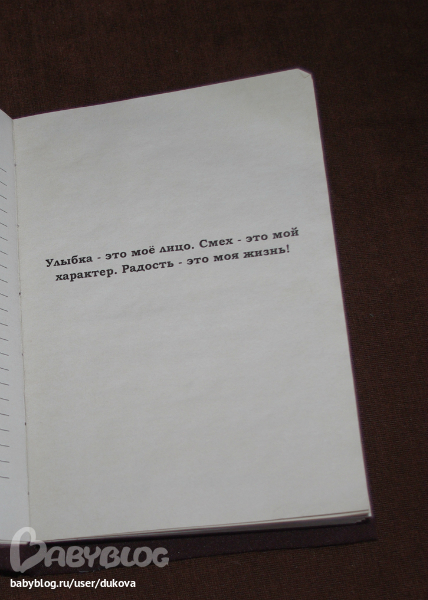 Улыбка - это моё лицо. Смех - это мой
характер. Радость - это моя жизнь!
BABYBLOG
babyblog.ru/user/dukova